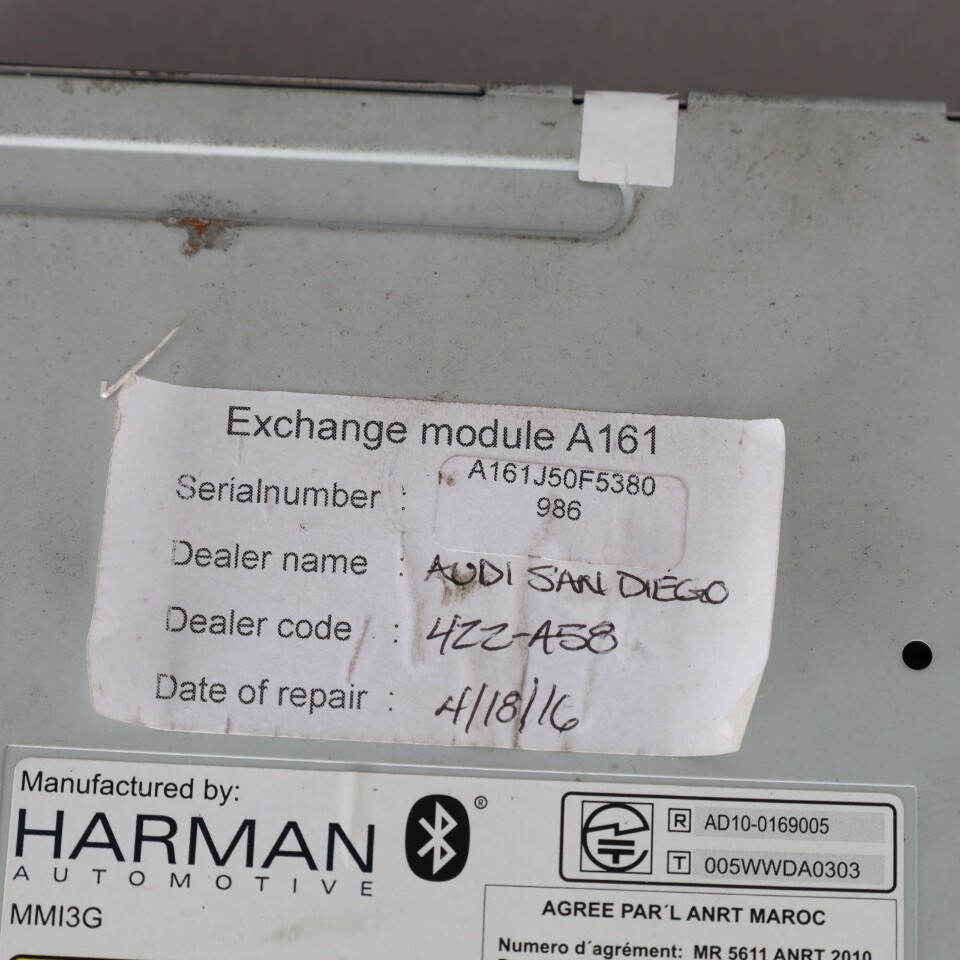 Exchange module A161
Serialnumber : A161J50F5380
986
Dealer name : AUDI SAN DIEGO
Dealer code : 422-A58
Date of repair : 4/18/16
Manufactured by:
HARMAN ®
AUTOMOTIVE
MMI3G
R AD10-0169005
T 005WWDA0303
AGREE PAR´L ANRT MAROC
Numero d´agrément: MR 5611 ANRT 2010